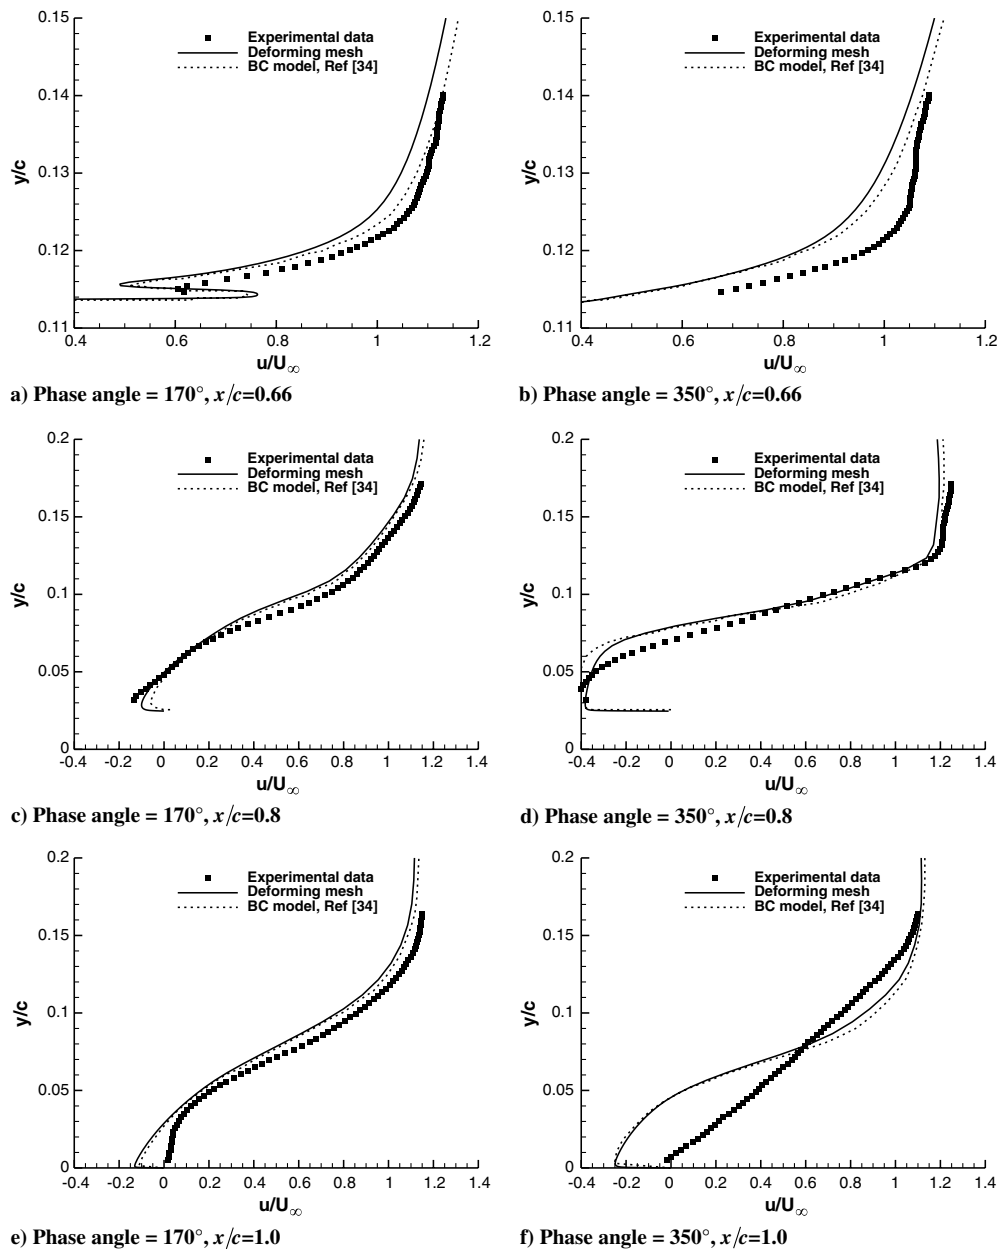 0.15
0.14
0.13
0.12
0.11
y/c
0.4 0.6 0.8 1 1.2
u/U∞
Experimental data
Deforming mesh
BC model, Ref [34]
a) Phase angle = 170°, x/c=0.66
0.15
0.14
0.13
0.12
0.11
y/c
0.4 0.6 0.8 1 1.2
u/U∞
Experimental data
Deforming mesh
BC model, Ref [34]
b) Phase angle = 350°, x/c=0.66
0.2
0.15
0.1
0.05
0
y/c
-0.4 -0.2 0 0.2 0.4 0.6 0.8 1 1.2 1.4
u/U∞
Experimental data
Deforming mesh
BC model, Ref [34]
c) Phase angle = 170°, x/c=0.8
0.2
0.15
0.1
0.05
0
y/c
-0.4 -0.2 0 0.2 0.4 0.6 0.8 1 1.2 1.4
u/U∞
Experimental data
Deforming mesh
BC model, Ref [34]
d) Phase angle = 350°, x/c=0.8
0.2
0.15
0.1
0.05
0
y/c
-0.4 -0.2 0 0.2 0.4 0.6 0.8 1 1.2 1.4
u/U∞
Experimental data
Deforming mesh
BC model, Ref [34]
e) Phase angle = 170°, x/c=1.0
0.2
0.15
0.1
0.05
0
y/c
-0.4 -0.2 0 0.2 0.4 0.6 0.8 1 1.2 1.4
u/U∞
Experimental data
Deforming mesh
BC model, Ref [34]
f) Phase angle = 350°, x/c=1.0